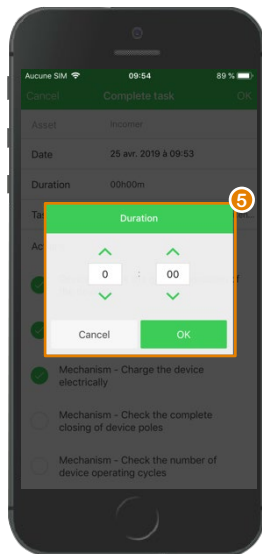 Aucune SIM 09:54 89 %
Cancel Complete task OK
Asset Incomer
Date 25 avr. 2019 à 09:53
Duration 00h00m
5
Duration
0 : 00
Cancel OK
Mechanism – Charge the device
electrically
Mechanism – Check the complete
closing of device poles
Mechanism – Check the number of
device operating cycles